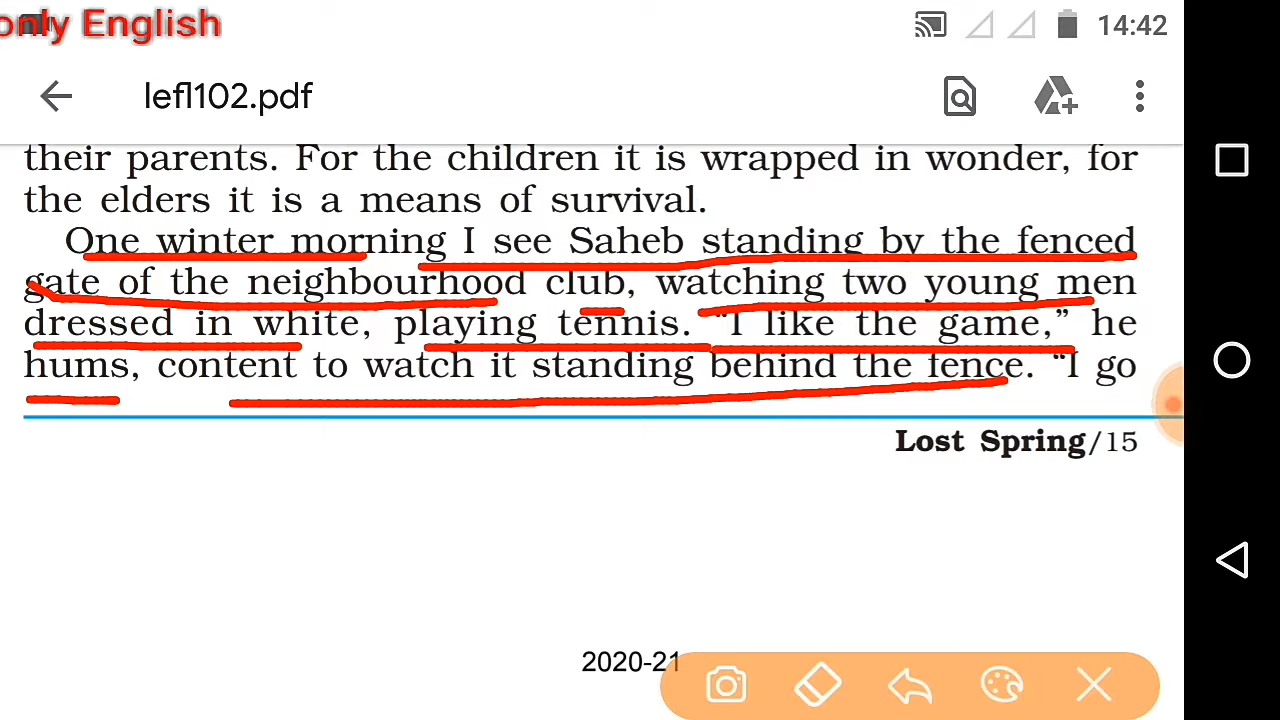 only English
14:42
lefl102.pdf
their parents. For the children it is wrapped in wonder, for
the elders it is a means of survival.
One winter morning I see Saheb standing by the fenced
gate of the neighbourhood club, watching two young men
dressed in white, playing tennis. “I like the game,” he
hums, content to watch it standing behind the fence. “I go
Lost Spring/15
2020-21